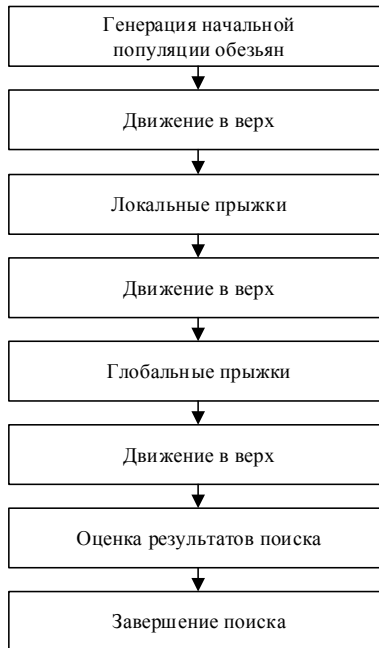 Генерация начальной
популяции обезьян
Движение в верх
Локальные прыжки
Движение в верх
Глобальные прыжки
Движение в верх
Оценка результатов поиска
Завершение поиска